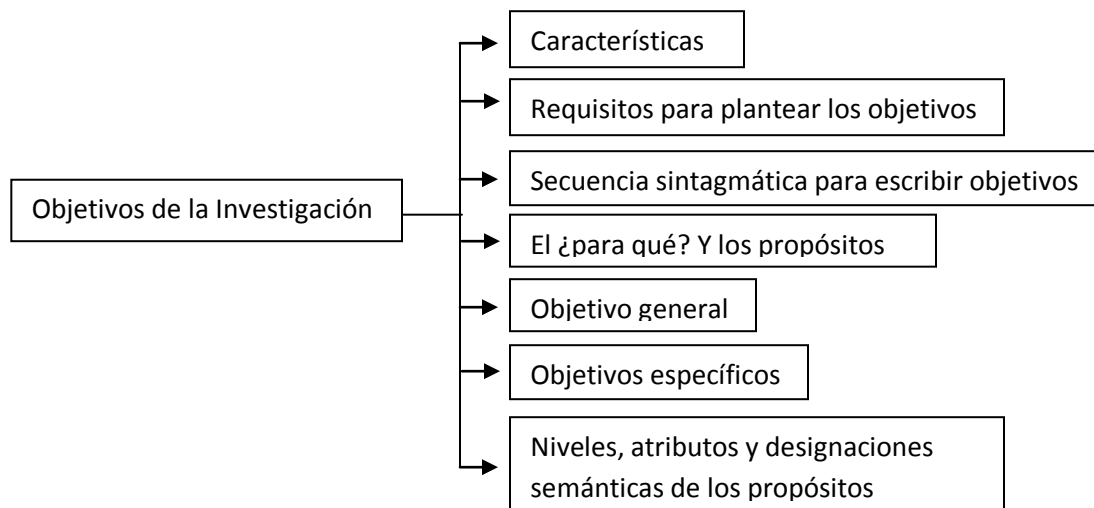 Características
Requisitos para plantear los objetivos
Secuencia sintagmática para escribir objetivos
Objetivos de la Investigación
El ¿para qué? Y los propósitos
Objetivo general
Objetivos específicos
Niveles, atributos y designaciones
semánticas de los propósitos